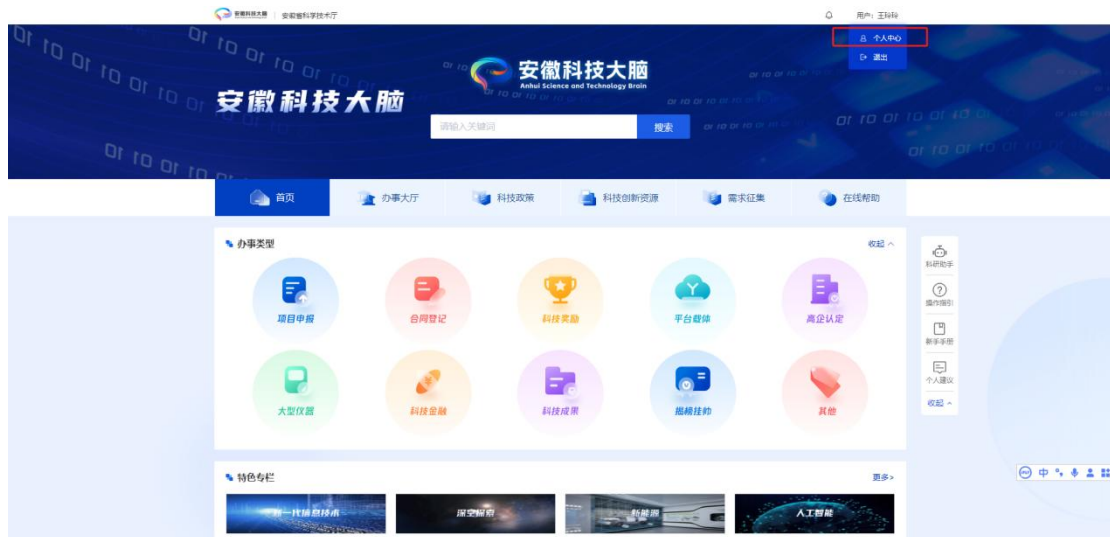 安徽科技大脑 安徽省科学技术厅 用户：王玲玲
个人中心
退出
安徽科技大脑
Anhui Science and Technology Brain
安徽科技大脑
请输入关键词 搜索
首页 办事大厅 科技政策 科技创新资源 需求征集 在线帮助
办事类型 收起
项目申报 合同登记 科技奖励 平台载体 高企认定
大型仪器 科技金融 科技成果 揭榜挂帅 其他
科研助手
操作指引
新手手册
个人建议
收起
特色专栏 更多>
新一代信息技术 深空探索 新能源 人工智能
中